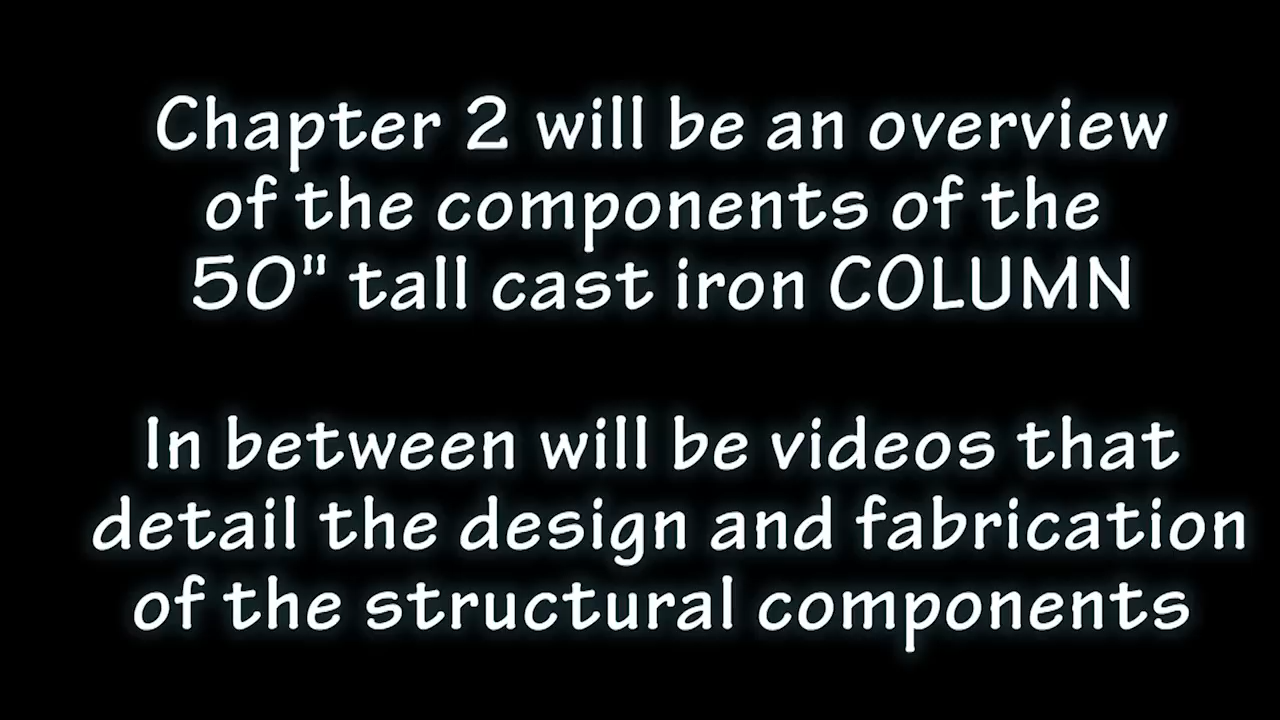 Chapter 2 will be an overview
of the components of the
50" tall cast iron COLUMN
In between will be videos that
detail the design and fabrication
of the structural components